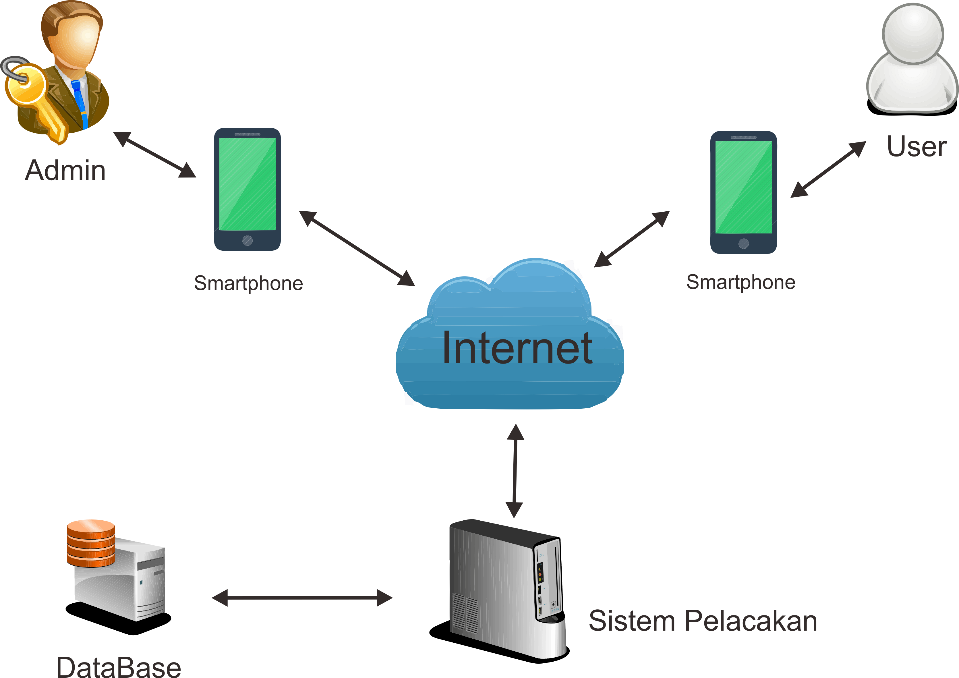 User
Admin
Smartphone
Smartphone
Internet
Sistem Pelacakan
DataBase